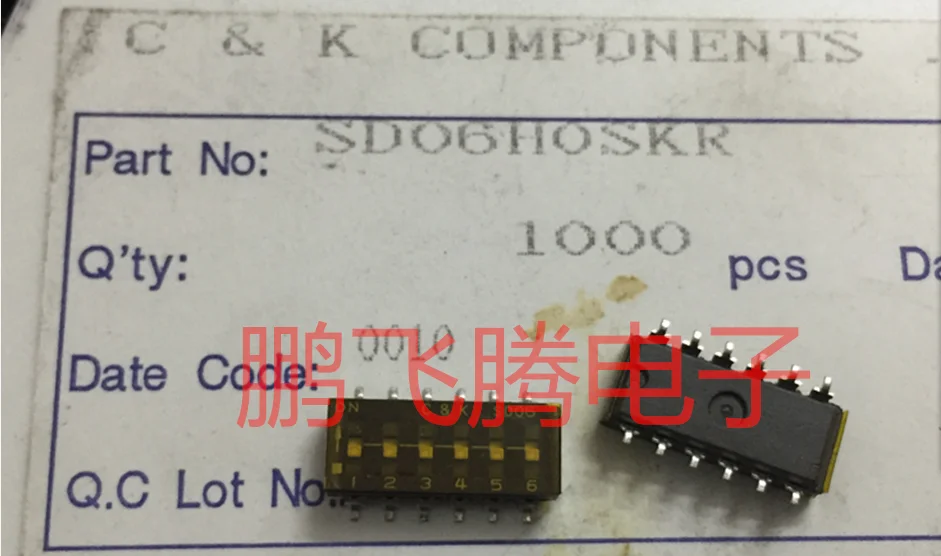 C & K COMPONENTS
Part No: SD06H0SKR
Q'ty: 1000 pcs Da
Date Code: 0010
鹏飞腾电子
ON C & K
1 2 3 4 5 6
Q.C Lot No.